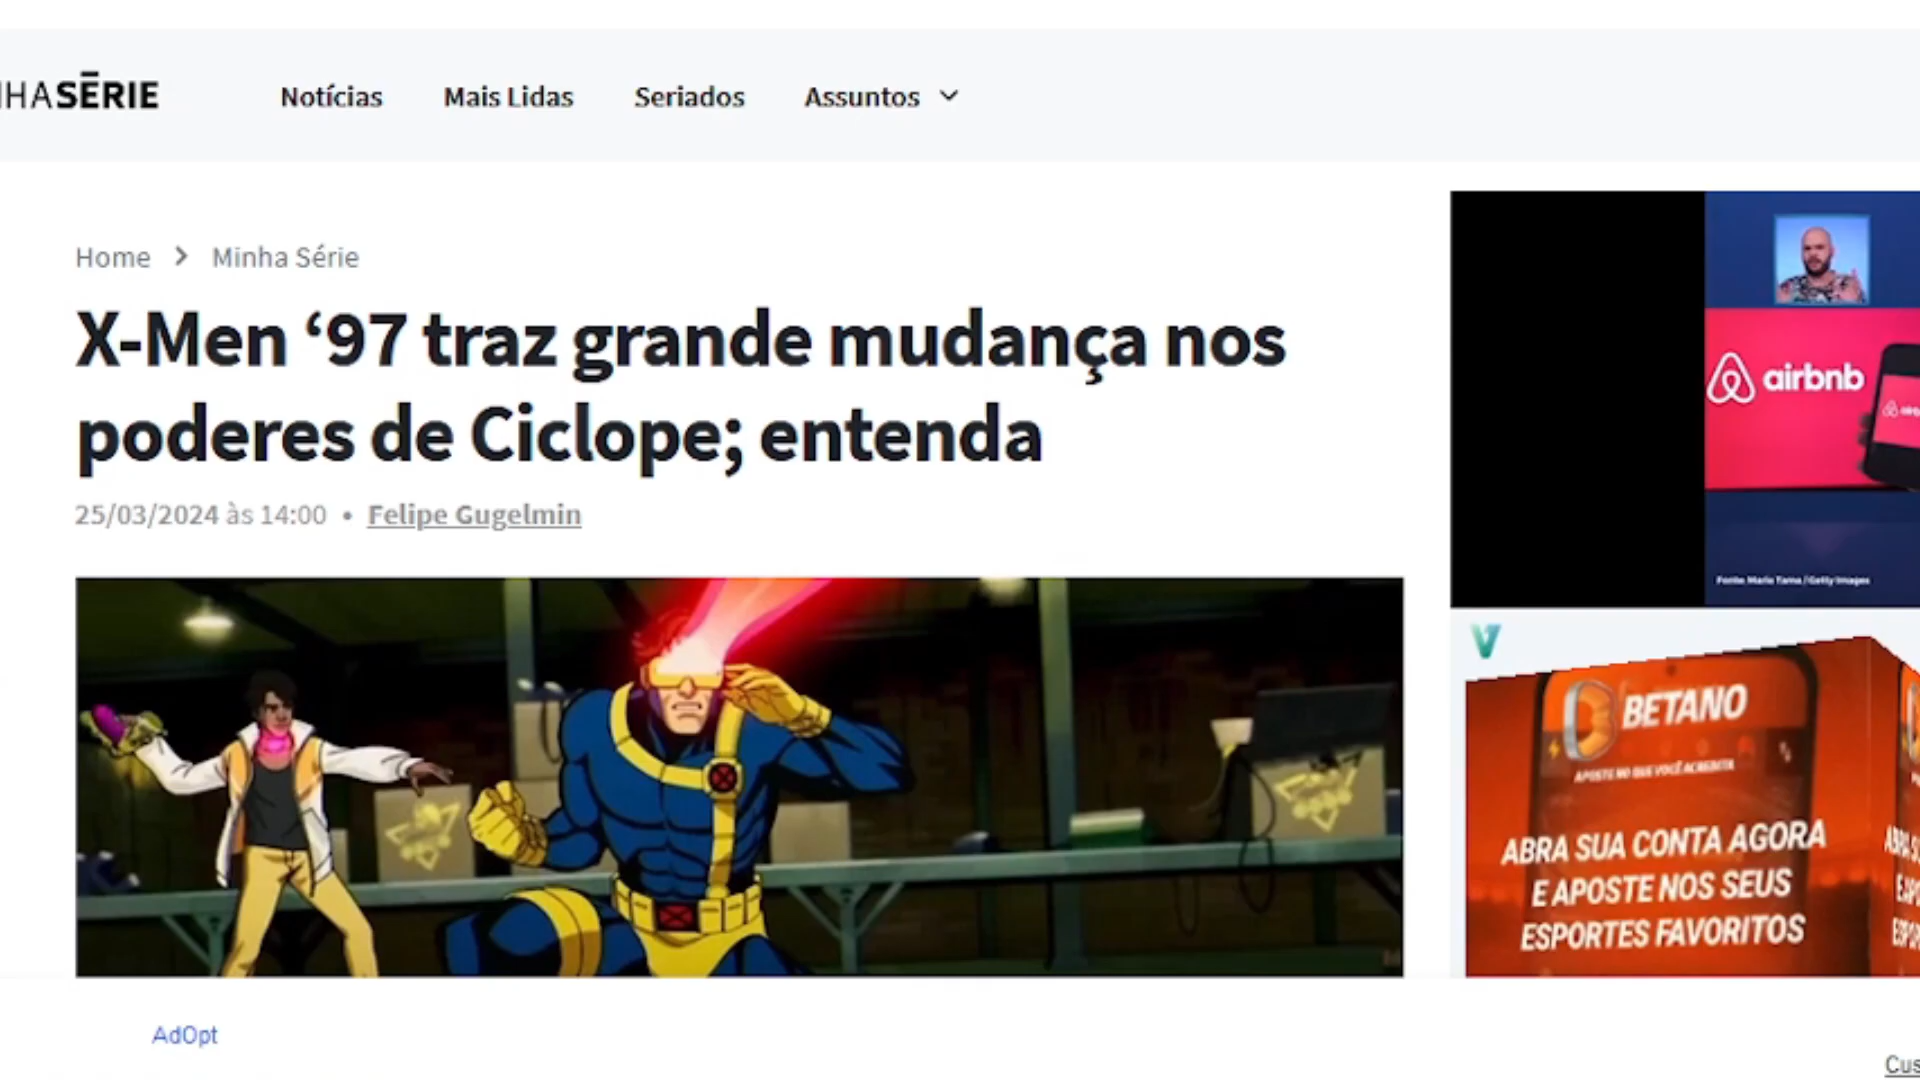 HASĒRIE
Notícias
Mais Lidas
Seriados
Assuntos
Home > Minha Série
X-Men ‘97 traz grande mudança nos
poderes de Ciclope; entenda
25/03/2024 às 14:00 • Felipe Gugelmin
airbnb
Fonte: Mario Tama / Getty Images
BETANO
APOSTE NO QUE VOCÊ ACREDITA
ABRA SUA CONTA AGORA
E APOSTE NOS SEUS
ESPORTES FAVORITOS
AdOpt
Cus